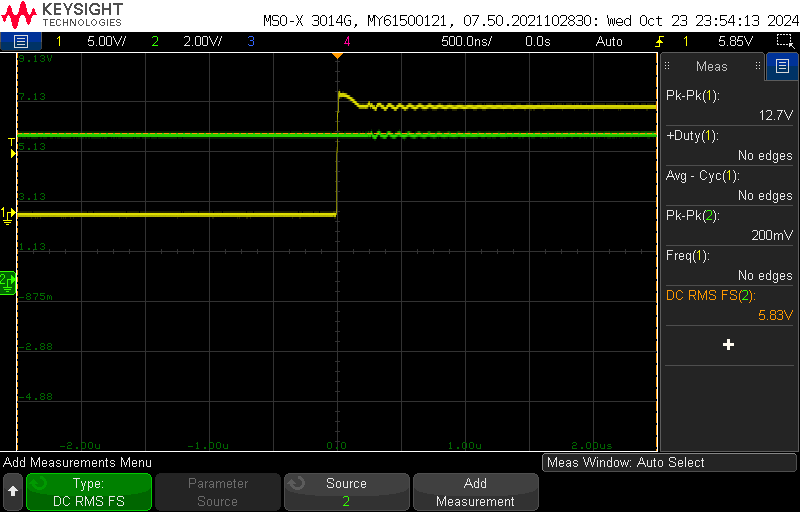 KEYSIGHT
TECHNOLOGIES
MSO-X 3014G, MY61500121, 07.50.2021102830: Wed Oct 23 23:54:13 2024
1 5.00V/ 2 2.00V/ 3 4 500.0ns/ 0.0s Auto 1 5.85V
9.13V
7.13
5.13
3.13
1.13
-875m
-2.88
-4.88
T
1
2
-2.00u -1.00u 0.0 1.00u 2.00us
Meas
Pk-Pk(1):
12.7V
+Duty(1):
No edges
Avg - Cyc(1):
No edges
Pk-Pk(2):
200mV
Freq(1):
No edges
DC RMS FS(2):
5.83V
+
Add Measurements Menu
Meas Window: Auto Select
Type:
DC RMS FS
Parameter
Source
Source
2
Add
Measurement